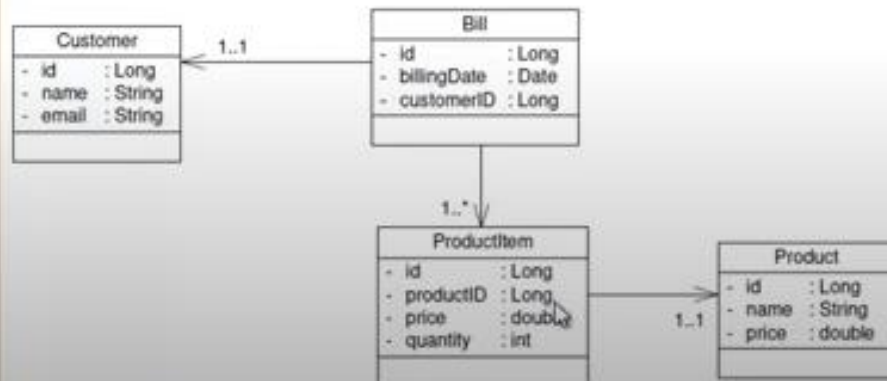 Customer
- id : Long
- name : String
- email : String
1..1
Bill
- id : Long
- billingDate : Date
- customerID : Long
1..*
ProductItem
- id : Long
- productID : Long
- price : double
- quantity : int
1..1
Product
- id : Long
- name : String
- price : double